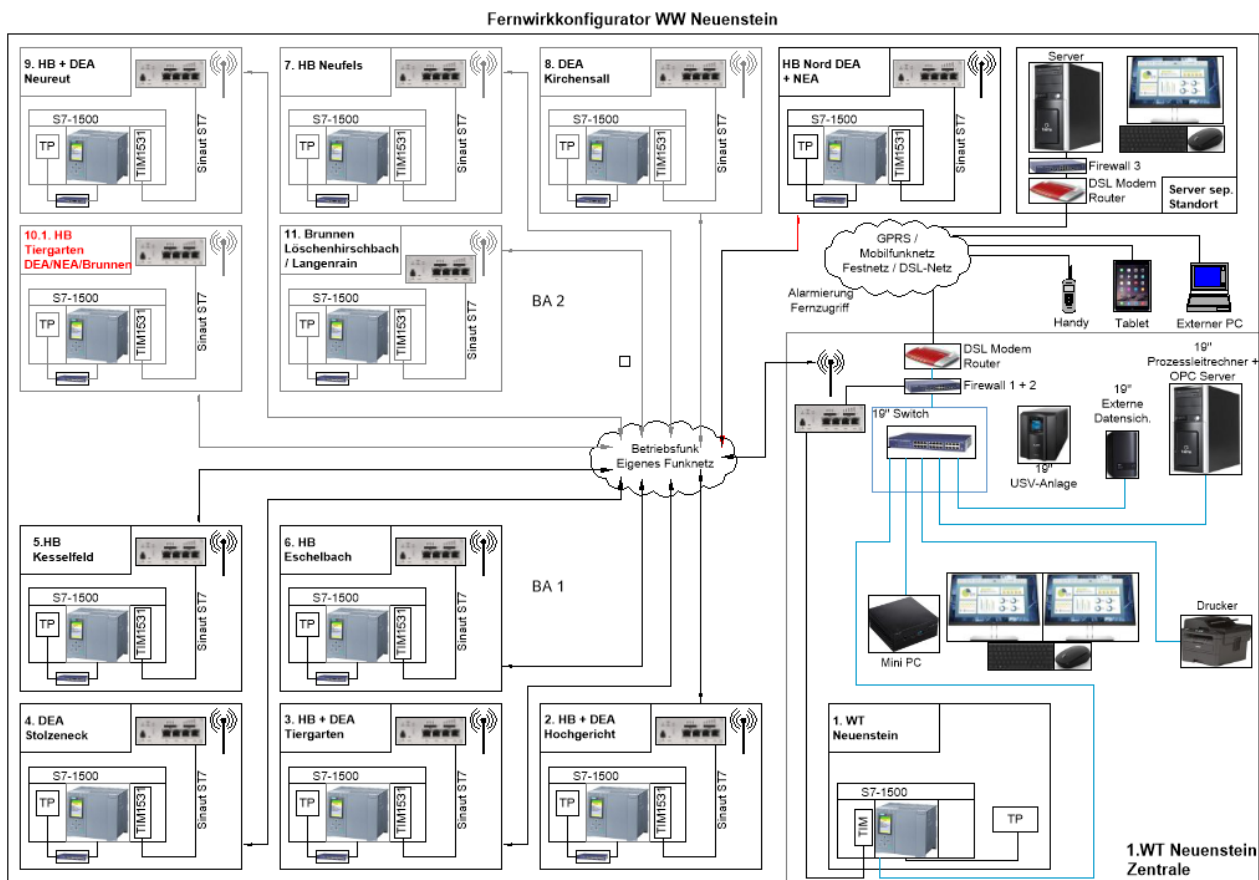 Fernwirkkonfigurator WW Neuenstein
9. HB + DEA
Neureut
S7-1500
TP
TIM1531
Sinaut ST7
7. HB Neufels
S7-1500
TP
TIM1531
Sinaut ST7
8. DEA
Kirchensall
S7-1500
TP
TIM1531
Sinaut ST7
HB Nord DEA
+ NEA
S7-1500
TP
TIM1531
Sinaut ST7
Server
Firewall 3
DSL Modem
Router
Server sep.
Standort
10.1. HB
Tiergarten
DEA/NEA/Brunnen
S7-1500
TP
TIM1531
Sinaut ST7
11. Brunnen
Löschenhirschbach
/ Langenrain
S7-1500
TP
TIM1531
Sinaut ST7
BA 2
GPRS /
Mobilfunknetz
Festnetz / DSL-Netz
Alarmierung
Fernzugriff
Handy
Tablet
Externer PC
DSL Modem
Router
Firewall 1 + 2
19" Switch
19"
USV-Anlage
19"
Externe
Datensich.
19"
Prozessleitrechner +
OPC Server
Betriebsfunk
Eigenes Funknetz
5.HB
Kesselfeld
S7-1500
TP
TIM1531
Sinaut ST7
6. HB
Eschelbach
S7-1500
TP
TIM1531
Sinaut ST7
BA 1
Mini PC
Drucker
4. DEA
Stolzeneck
S7-1500
TP
TIM1531
Sinaut ST7
3. HB + DEA
Tiergarten
S7-1500
TP
TIM1531
Sinaut ST7
2. HB + DEA
Hochgericht
S7-1500
TP
TIM1531
Sinaut ST7
1. WT
Neuenstein
S7-1500
TIM
TP
1.WT Neuenstein
Zentrale